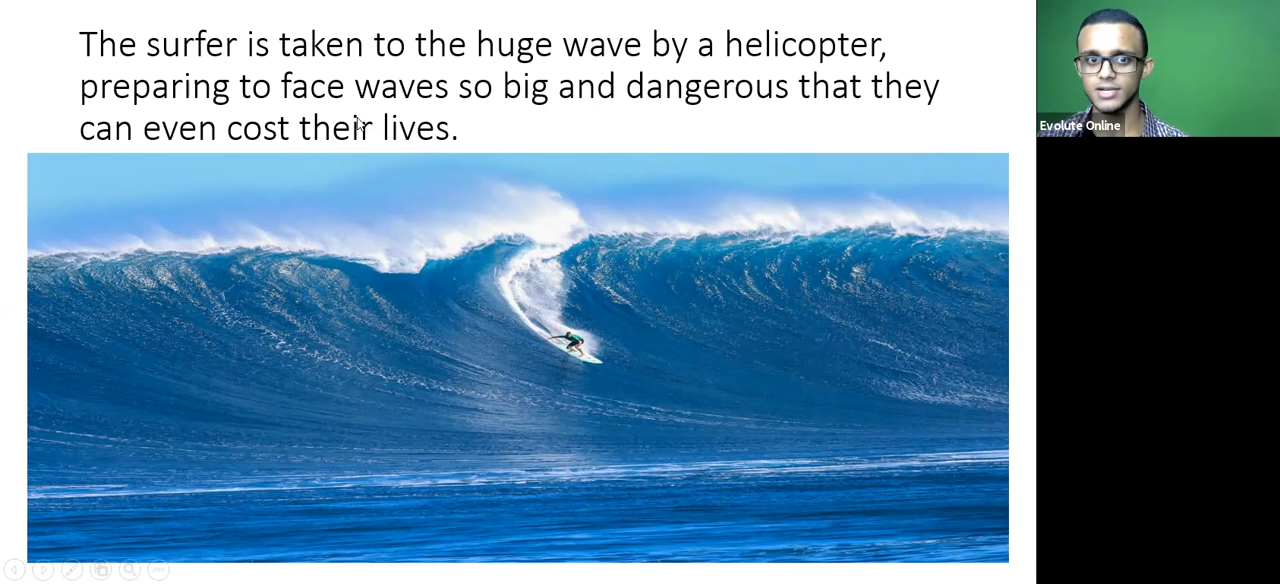 The surfer is taken to the huge wave by a helicopter,
preparing to face waves so big and dangerous that they
can even cost their lives.
Evolute Online